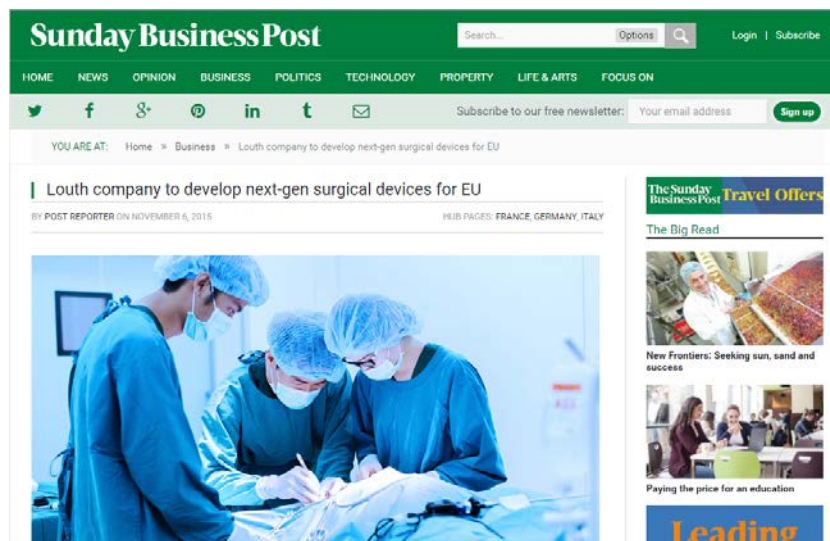 Sunday Business Post
Search...
Options
Login | Subscribe
HOME NEWS OPINION BUSINESS POLITICS TECHNOLOGY PROPERTY LIFE & ARTS FOCUS ON
Subscribe to our free newsletter: Your email address Sign up
YOU ARE AT: Home » Business » Louth company to develop next-gen surgical devices for EU
Louth company to develop next-gen surgical devices for EU
BY POST REPORTER ON NOVEMBER 6, 2015
HUB PAGES: FRANCE, GERMANY, ITALY
The Sunday
Business Post Travel Offers
The Big Read
New Frontiers: Seeking sun, sand and
success
Paying the price for an education
Leading